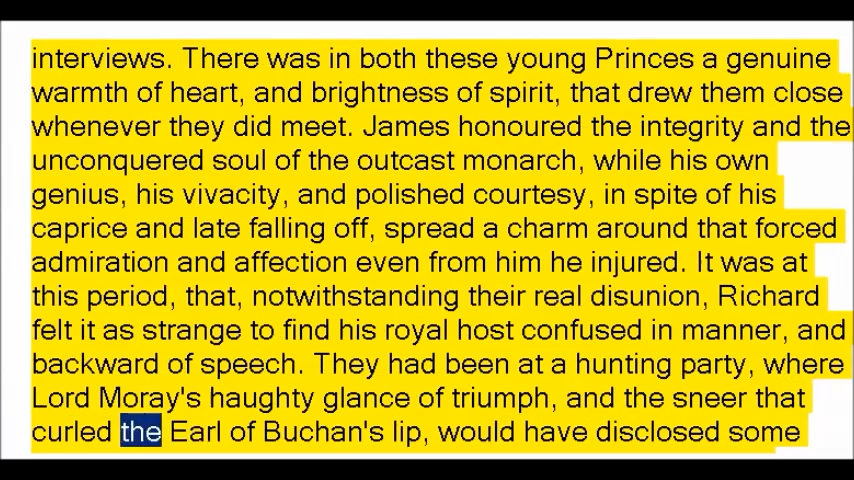 interviews. There was in both these young Princes a genuine
warmth of heart, and brightness of spirit, that drew them close
whenever they did meet. James honoured the integrity and the
unconquered soul of the outcast monarch, while his own
genius, his vivacity, and polished courtesy, in spite of his
caprice and late falling off, spread a charm around that forced
admiration and affection even from him he injured. It was at
this period, that, notwithstanding their real disunion, Richard
felt it as strange to find his royal host confused in manner, and
backward of speech. They had been at a hunting party, where
Lord Moray's haughty glance of triumph, and the sneer that
curled the Earl of Buchan's lip, would have disclosed some